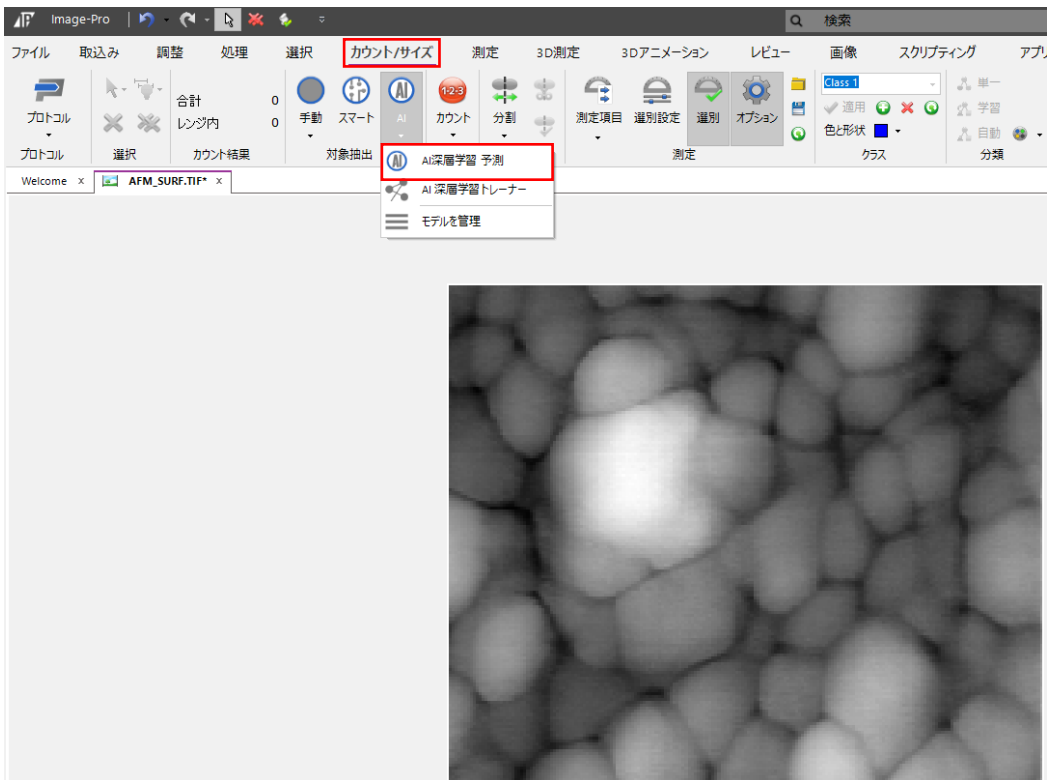 Image-Pro
検索
ファイル 取込み 調整 処理 選択 カウント/サイズ 測定 3D測定 3Dアニメーション レビュー 画像 スクリプティング
プロトコル
合計 0
レンジ内 0
手動 スマート AI カウント 分割 測定項目 選別設定 選別 オプション
Class 1
適用
色と形状
単一
学習
自動
プロトコル 選択 カウント結果 対象抽出 測定 クラス 分類
AI深層学習 予測
AI 深層学習トレーナー
モデルを管理
Welcome x AFM_SURF.TIF* x